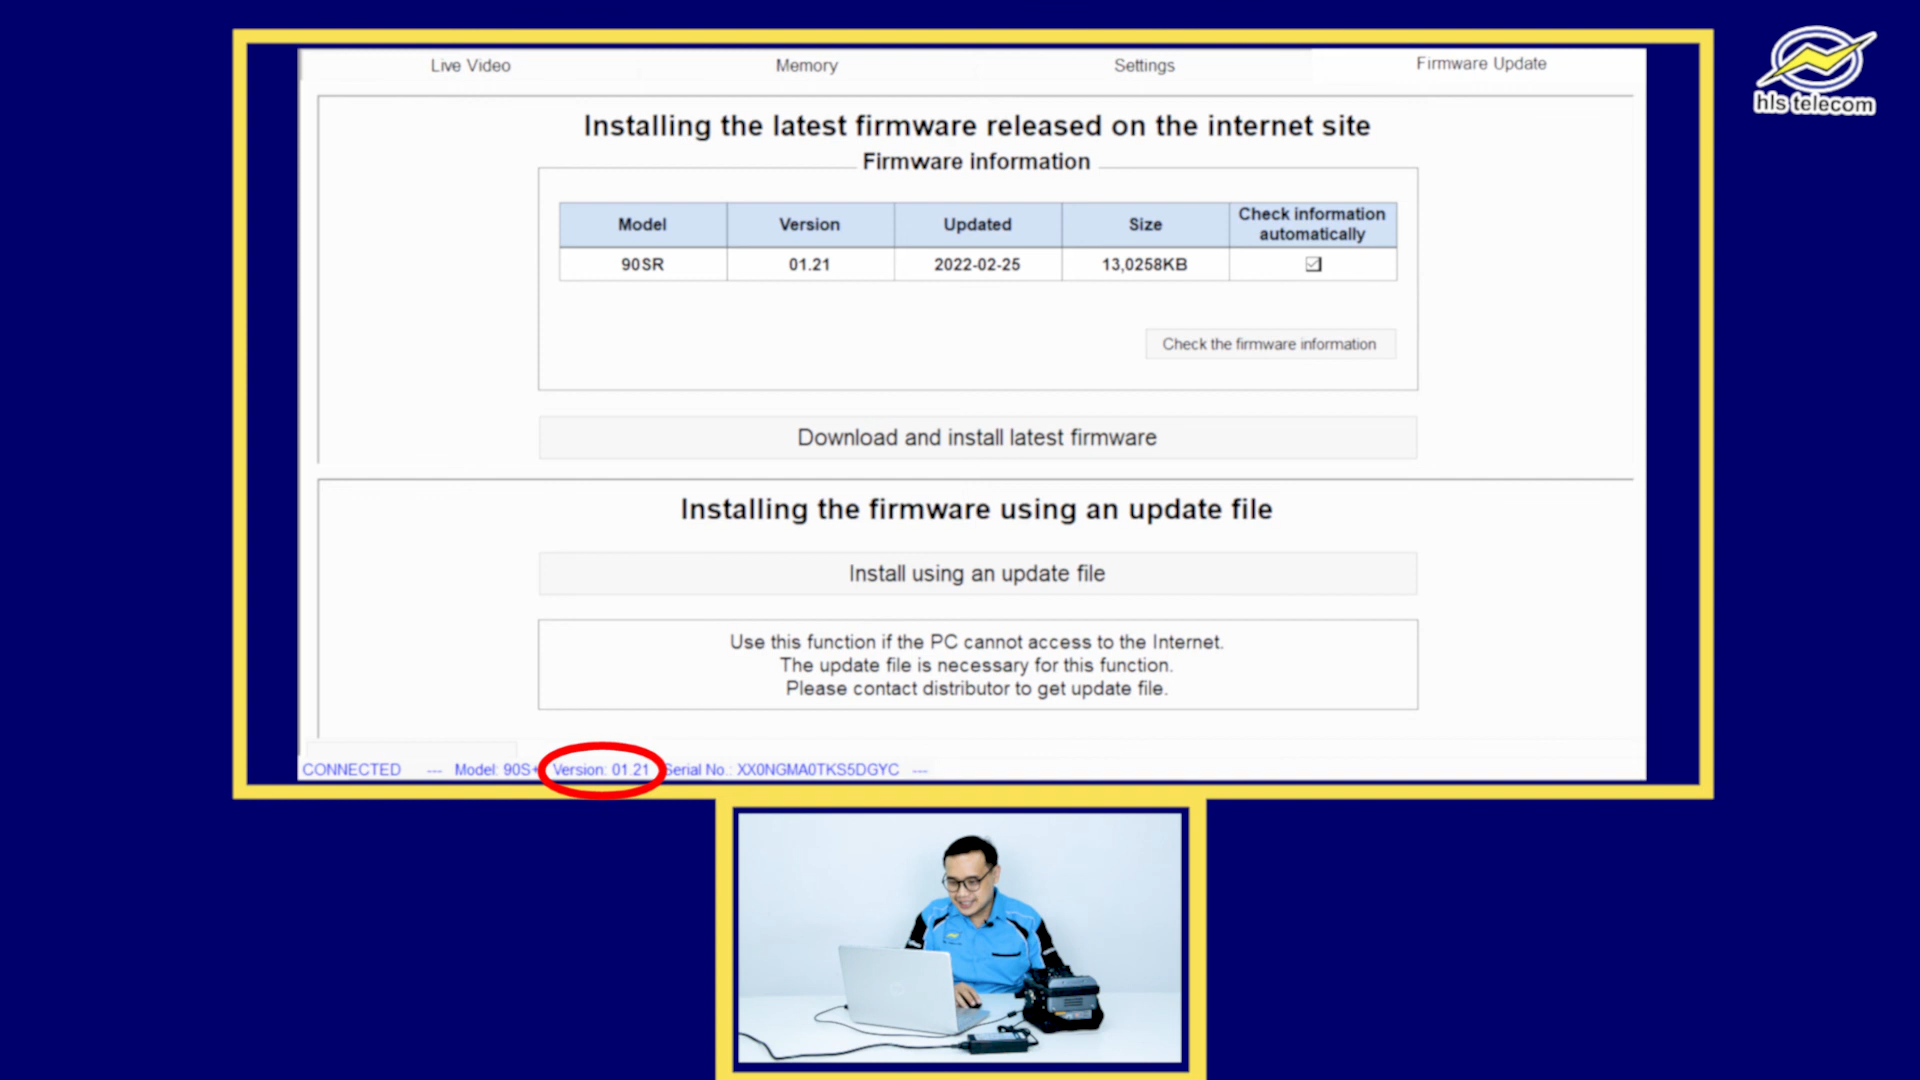 Live Video
Memory
Settings
Firmware Update
hls telecom
Installing the latest firmware released on the internet site
Firmware information
Model
Version
Updated
Size
Check information
automatically
90SR
01.21
2022-02-25
13,0258KB
Check the firmware information
Download and install latest firmware
Installing the firmware using an update file
Install using an update file
Use this function if the PC cannot access to the Internet.
The update file is necessary for this function.
Please contact distributor to get update file.
CONNECTED --- Model: 90S+ Version: 01.21 Serial No.: XX0NGMA0TKS5DGYC ---